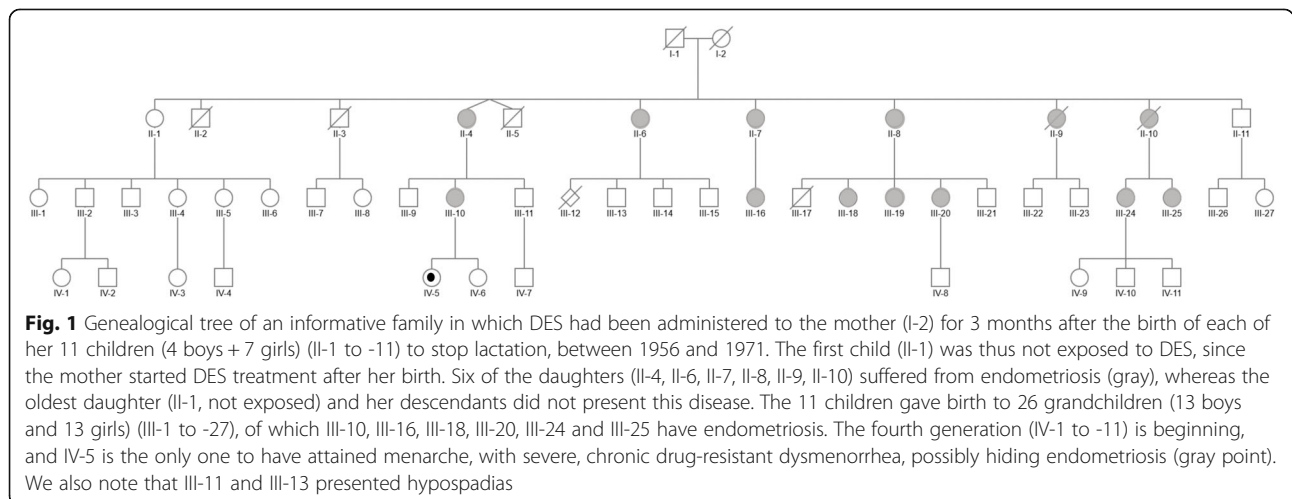 I-1 I-2
II-1 II-2 II-3 II-4 II-5 II-6 II-7 II-8 II-9 II-10 II-11
III-1 III-2 III-3 III-4 III-5 III-6 III-7 III-8 III-9 III-10 III-11 III-12 III-13 III-14 III-15 III-16 III-17 III-18 III-19 III-20 III-21 III-22 III-23 III-24 III-25 III-26 III-27
IV-1 IV-2 IV-3 IV-4 IV-5 IV-6 IV-7 IV-8 IV-9 IV-10 IV-11
Fig. 1 Genealogical tree of an informative family in which DES had been administered to the mother (I-2) for 3 months after the birth of each of
her 11 children (4 boys + 7 girls) (II-1 to -11) to stop lactation, between 1956 and 1971. The first child (II-1) was thus not exposed to DES, since
the mother started DES treatment after her birth. Six of the daughters (II-4, II-6, II-7, II-8, II-9, II-10) suffered from endometriosis (gray), whereas the
oldest daughter (II-1, not exposed) and her descendants did not present this disease. The 11 children gave birth to 26 grandchildren (13 boys
and 13 girls) (III-1 to -27), of which III-10, III-16, III-18, III-20, III-24 and III-25 have endometriosis. The fourth generation (IV-1 to -11) is beginning,
and IV-5 is the only one to have attained menarche, with severe, chronic drug-resistant dysmenorrhea, possibly hiding endometriosis (gray point).
We also note that III-11 and III-13 presented hypospadias